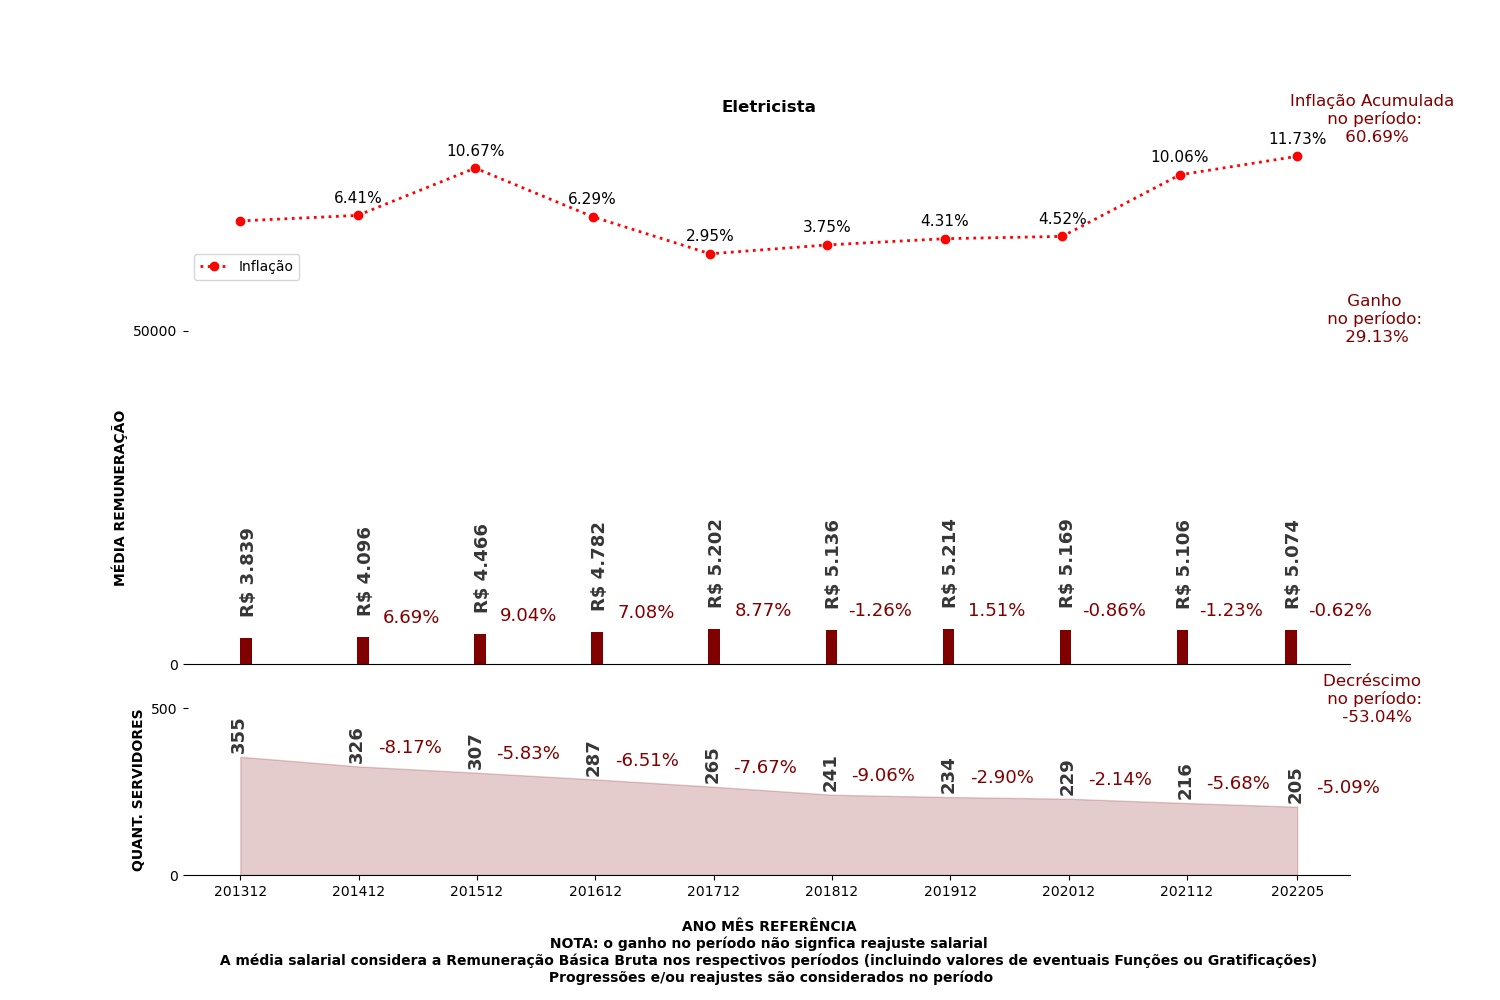 Eletricista
Inflação Acumulada
no período:
60.69%
6.41%
10.67%
6.29%
2.95%
3.75%
4.31%
4.52%
10.06%
11.73%
Inflação
Ganho
no período:
29.13%
50000
0
MÉDIA REMUNERAÇÃO
R$ 3.839
R$ 4.096
R$ 4.466
R$ 4.782
R$ 5.202
R$ 5.136
R$ 5.214
R$ 5.169
R$ 5.106
R$ 5.074
6.69%
9.04%
7.08%
8.77%
-1.26%
1.51%
-0.86%
-1.23%
-0.62%
Decréscimo
no período:
-53.04%
500
0
QUANT. SERVIDORES
355
326
307
287
265
241
234
229
216
205
-8.17%
-5.83%
-6.51%
-7.67%
-9.06%
-2.90%
-2.14%
-5.68%
-5.09%
201312
201412
201512
201612
201712
201812
201912
202012
202112
202205
ANO MÊS REFERÊNCIA
NOTA: o ganho no período não signfica reajuste salarial
A média salarial considera a Remuneração Básica Bruta nos respectivos períodos (incluindo valores de eventuais Funções ou Gratificações)
Progressões e/ou reajustes são considerados no período